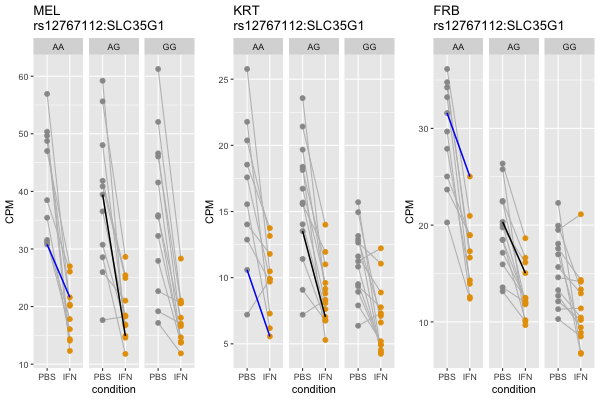 MEL
rs12767112:SLC35G1
AA AG GG
60
50
40
30
20
10
CPM
PBS IFN PBS IFN PBS IFN
condition
KRT
rs12767112:SLC35G1
AA AG GG
25
20
15
10
5
CPM
PBS IFN PBS IFN PBS IFN
condition
FRB
rs12767112:SLC35G1
AA AG GG
30
20
10
CPM
PBS IFN PBS IFN PBS IFN
condition